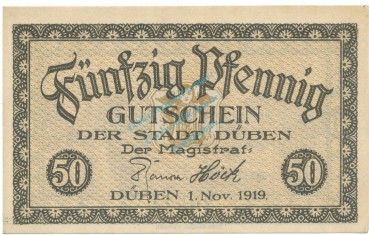 Fünfzig Pfennig
GUTSCHEIN
DER STADT DÜBEN
Der Magistrat:
50 50
DÜBEN 1. Nov. 1919.